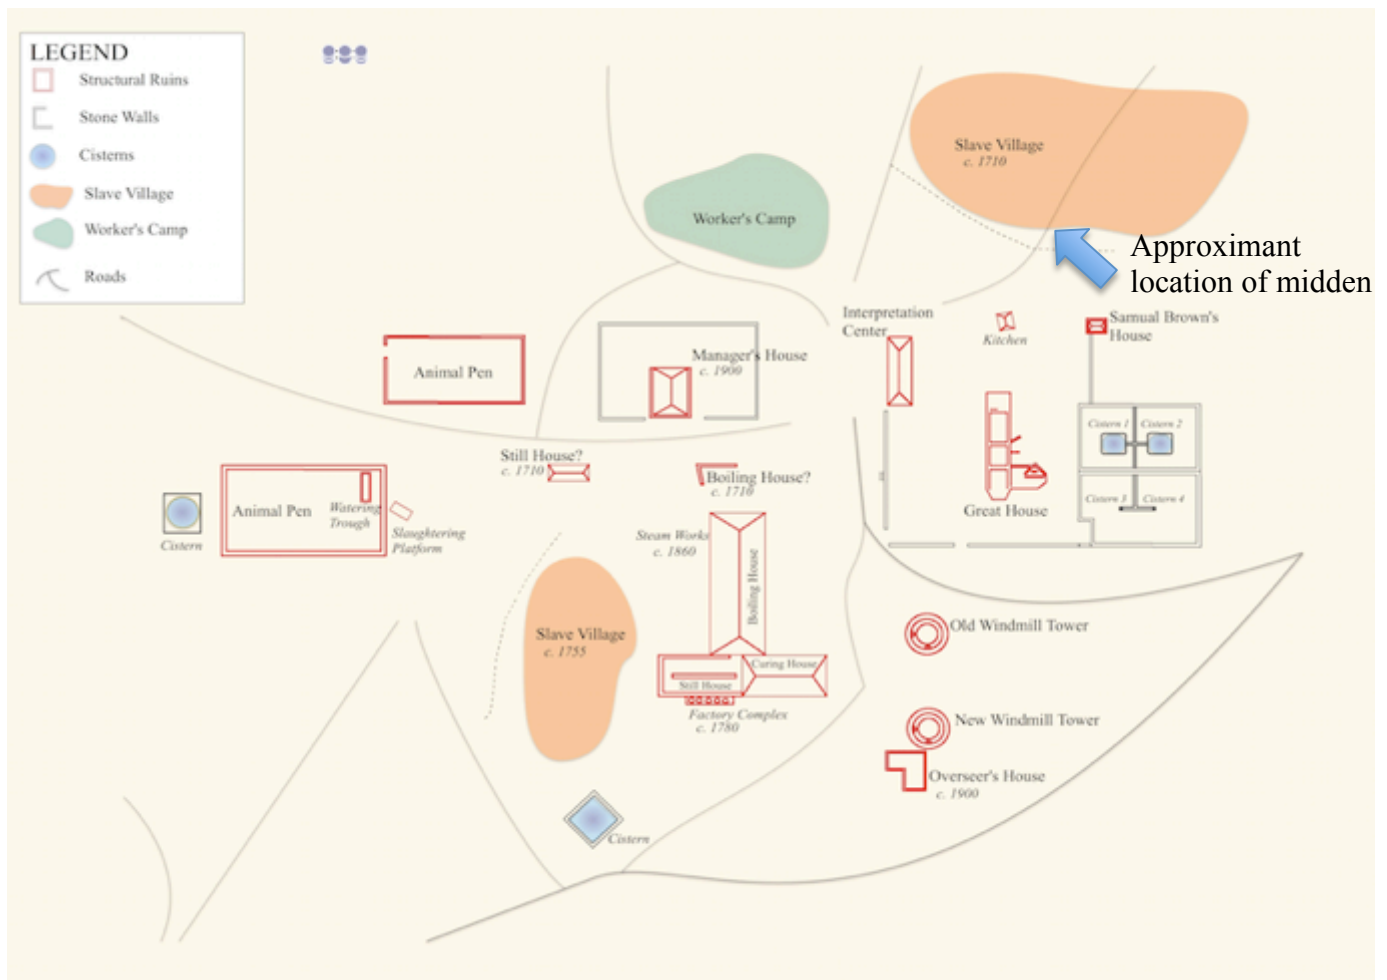 LEGEND
Structural Ruins
Stone Walls
Cisterns
Slave Village
Worker's Camp
Roads
Slave Village
c. 1710
Worker's Camp
Approximant
location of midden
Interpretation
Center
Kitchen
Samual Brown's
House
Manager's House
c. 1900
Animal Pen
Cistern 1
Cistern 2
Still House?
c. 1710
Boiling House?
c. 1710
Cistern 3
Cistern 4
Great House
Animal Pen
Watering
Trough
Slaughtering
Platform
Cistern
Steam Works
c. 1860
Boiling House
Slave Village
c. 1755
Old Windmill Tower
Curing House
Still House
Factory Complex
c. 1780
New Windmill Tower
Overseer's House
c. 1900
Cistern